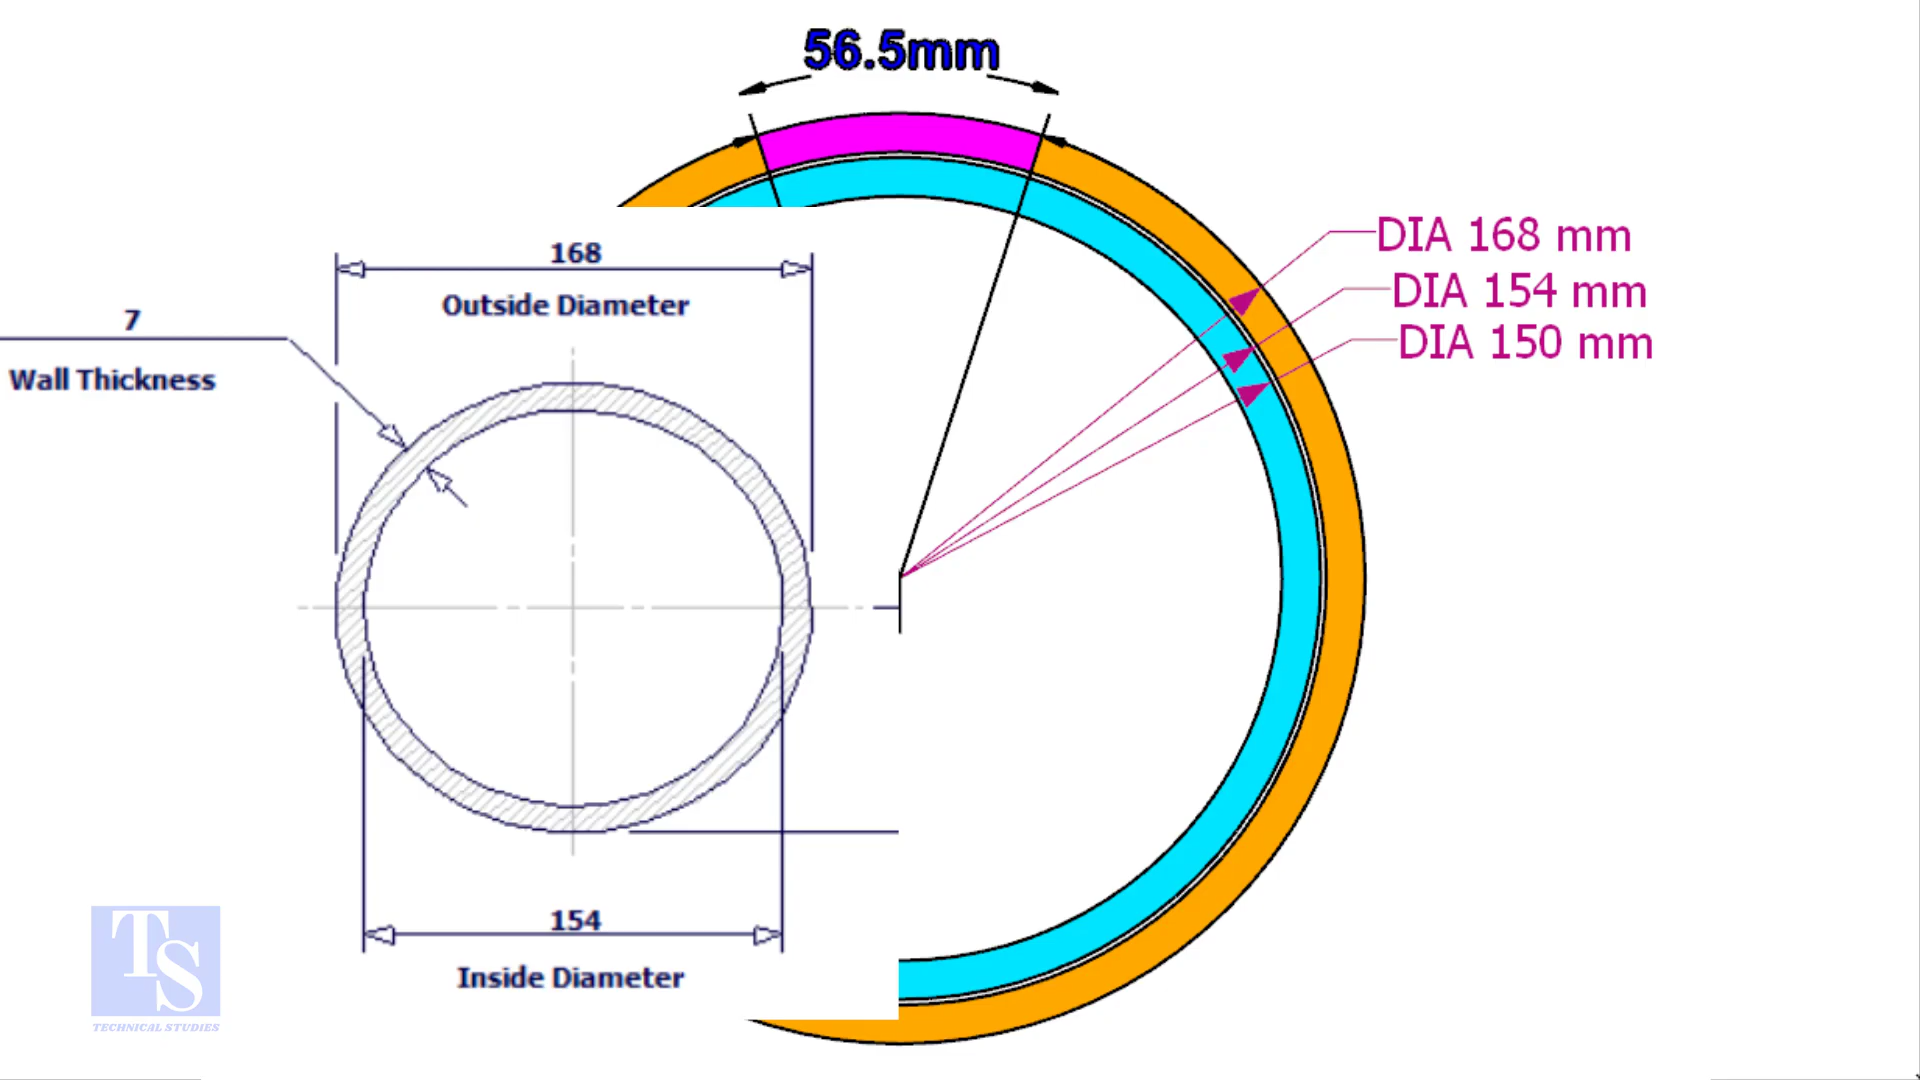 56.5mm
DIA 168 mm
DIA 154 mm
DIA 150 mm
168
Outside Diameter
7
Wall Thickness
154
Inside Diameter
TS
TECHNICAL STUDIES